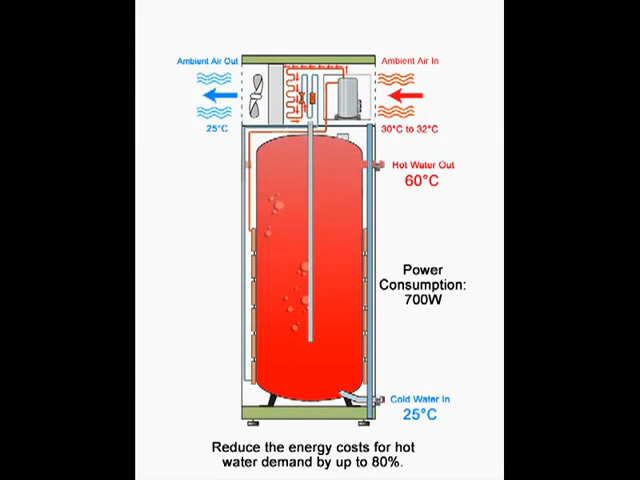 Ambient Air Out
Ambient Air In
25°C
30°C to 32°C
Hot Water Out
60°C
Power
Consumption:
700W
Cold Water In
25°C
Reduce the energy costs for hot
water demand by up to 80%.